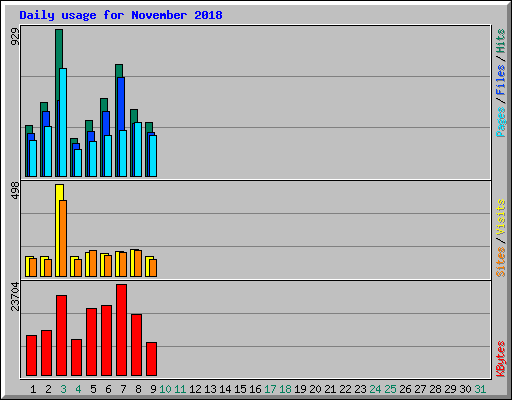 Daily usage for November 2018
929
498
23704
Pages / Files / Hits
Sites / Visits
KBytes
1 2 3 4 5 6 7 8 9 10 11 12 13 14 15 16 17 18 19 20 21 22 23 24 25 26 27 28 29 30 31